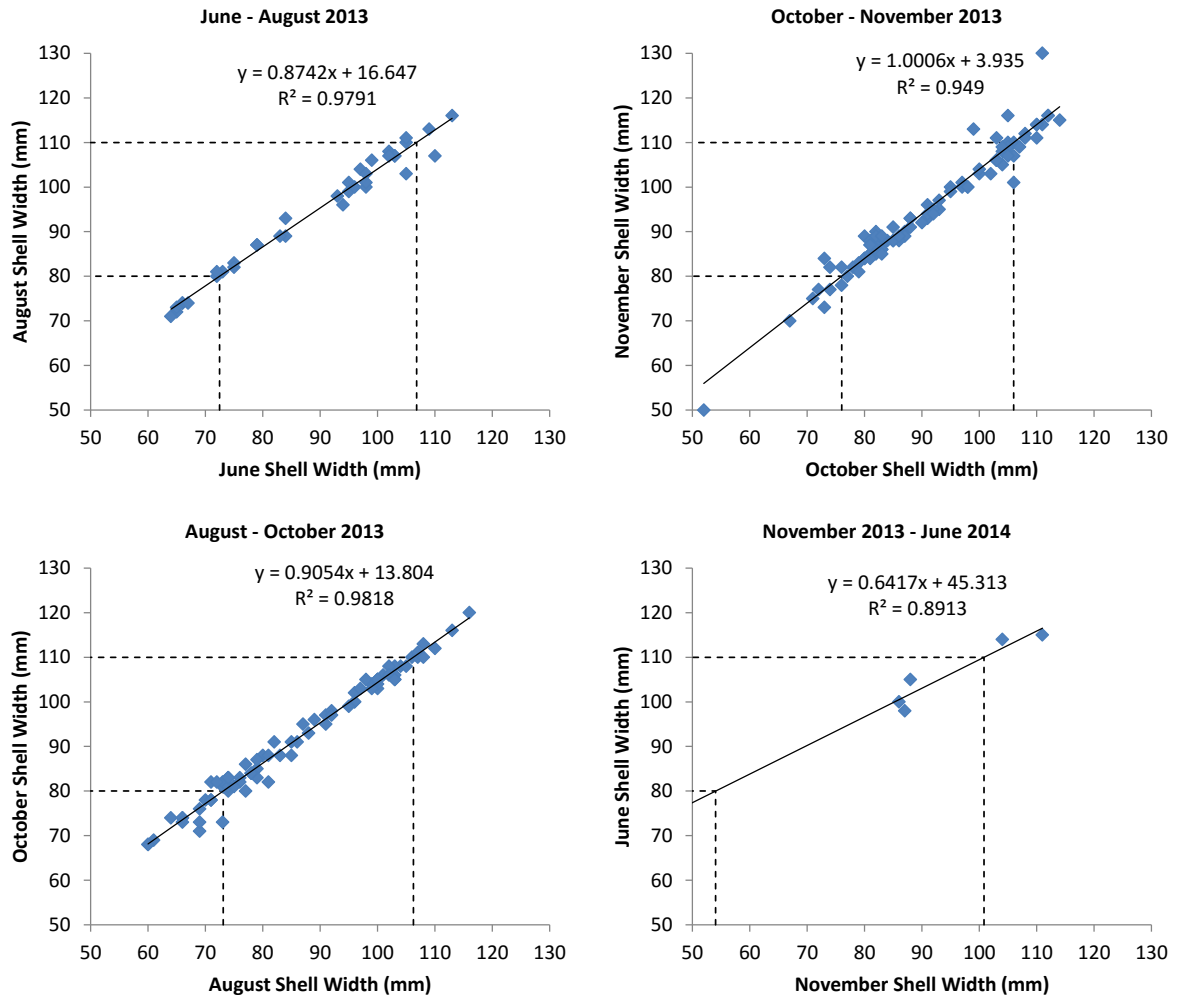 June - August 2013
y = 0.8742x + 16.647
R² = 0.9791
130
120
110
100
90
80
70
60
50
August Shell Width (mm)
50 60 70 80 90 100 110 120 130
June Shell Width (mm)
October - November 2013
y = 1.0006x + 3.935
R² = 0.949
130
120
110
100
90
80
70
60
50
November Shell Width (mm)
50 60 70 80 90 100 110 120 130
October Shell Width (mm)
August - October 2013
y = 0.9054x + 13.804
R² = 0.9818
130
120
110
100
90
80
70
60
50
October Shell Width (mm)
50 60 70 80 90 100 110 120 130
August Shell Width (mm)
November 2013 - June 2014
y = 0.6417x + 45.313
R² = 0.8913
130
120
110
100
90
80
70
60
50
June Shell Width (mm)
50 60 70 80 90 100 110 120 130
November Shell Width (mm)